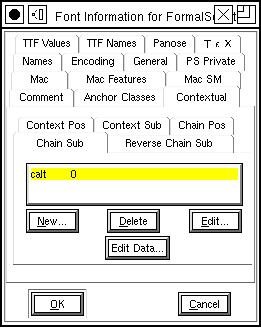 Font Information for FormalS
TTF Values TTF Names Panose T
Names Encoding General PS Private
Mac Mac Features Mac SM
Comment Anchor Classes Contextual
Context Pos Context Sub Chain Pos
Chain Sub Reverse Chain Sub
calt 0
New... Delete Edit...
Edit Data...
OK Cancel